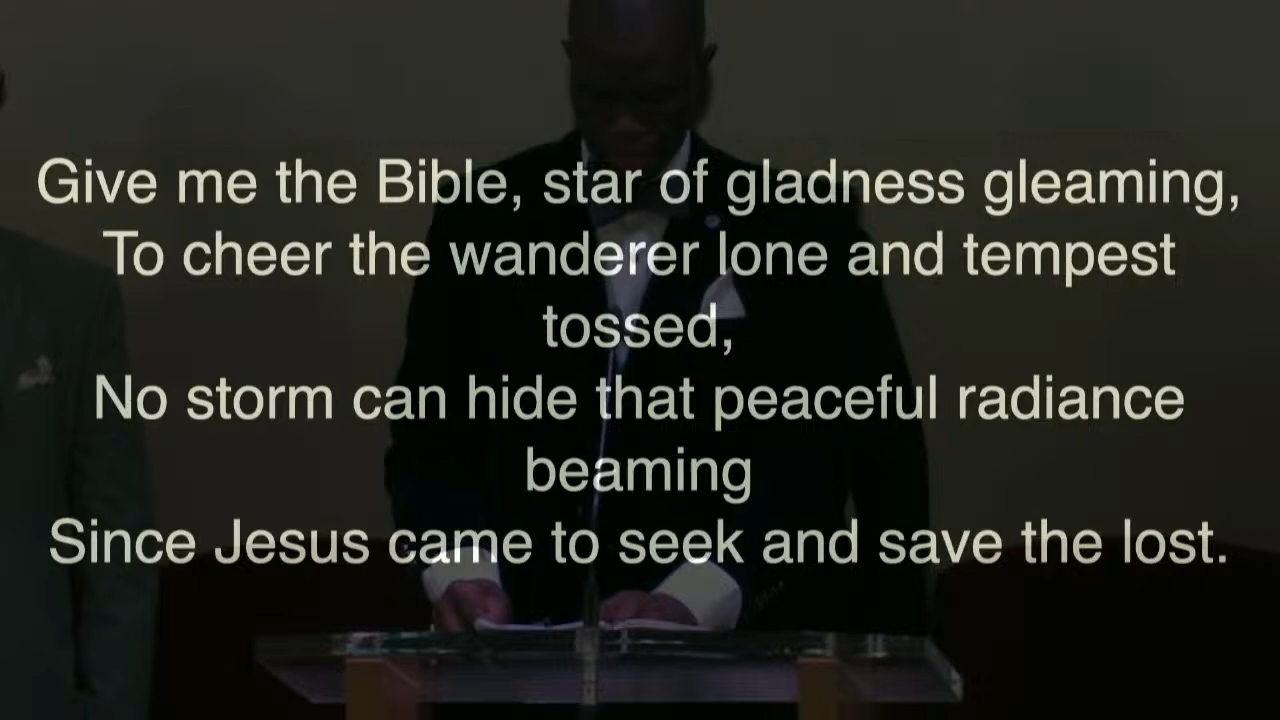 Give me the Bible, star of gladness gleaming,
To cheer the wanderer lone and tempest
tossed,
No storm can hide that peaceful radiance
beaming
Since Jesus came to seek and save the lost.